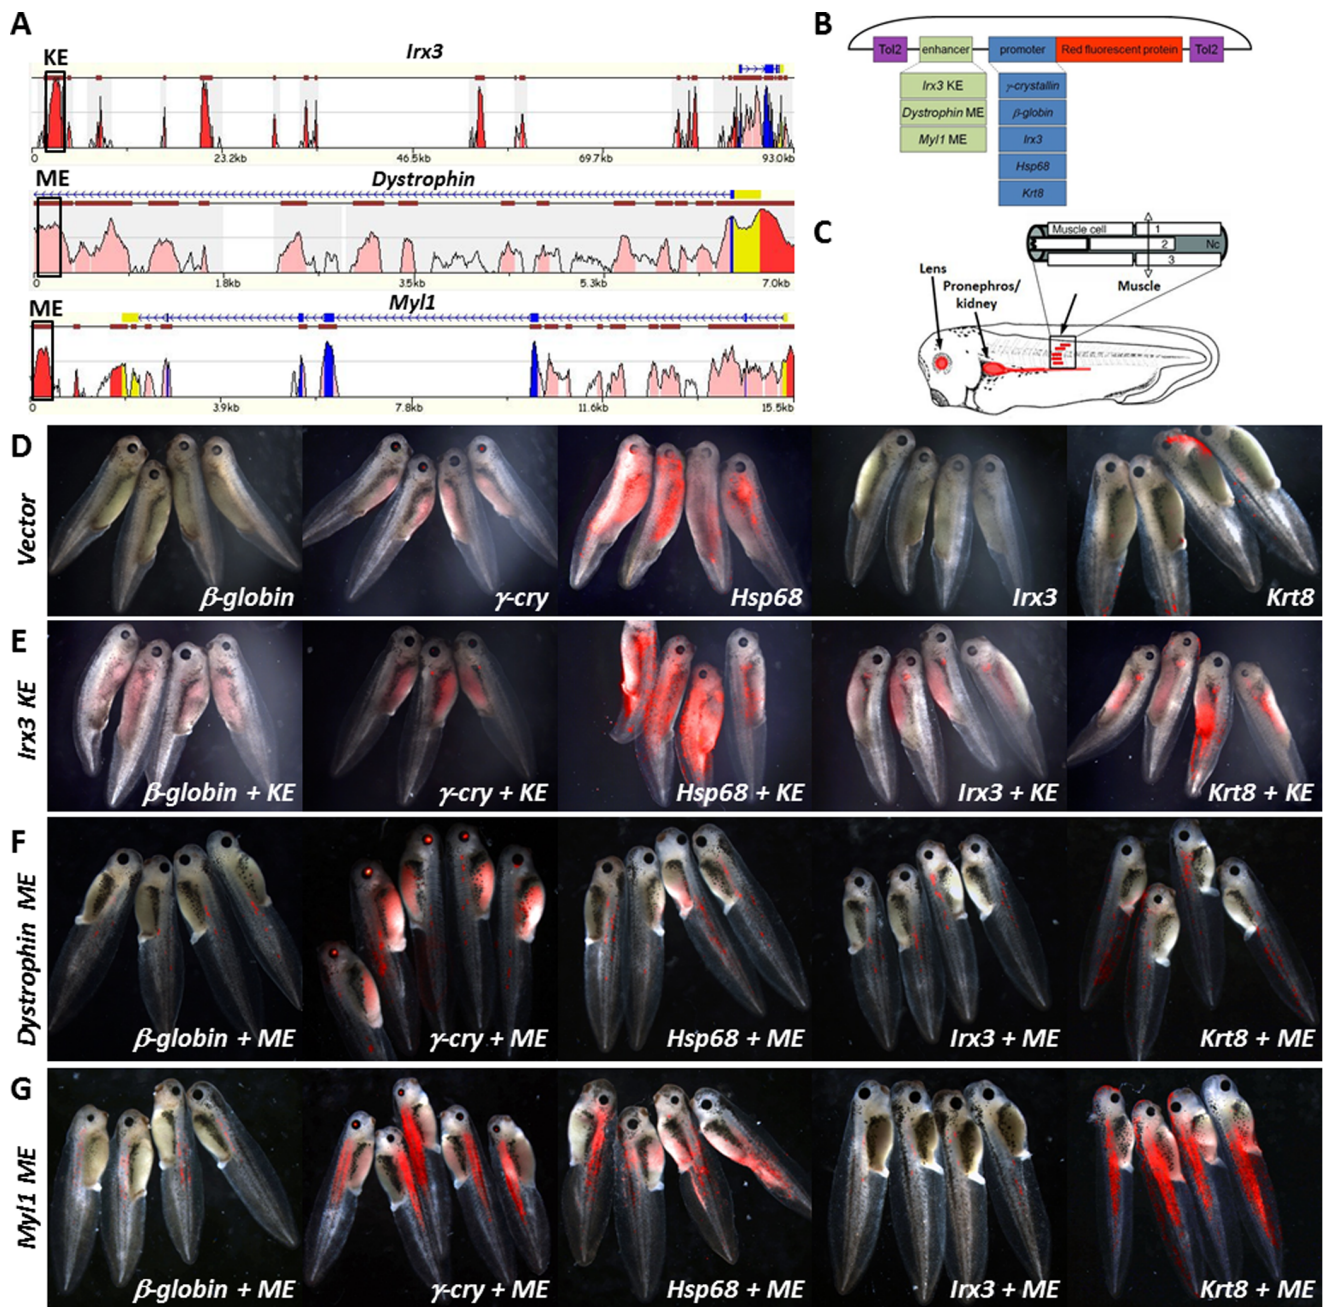 A
Irx3
KE
0 23.2kb 46.5kb 69.7kb 93.0kb
ME
Dystrophin
0 1.8kb 3.5kb 5.3kb 7.0kb
ME
Myl1
0 3.9kb 7.8kb 11.6kb 15.5kb
B
Tol2 enhancer promoter Red fluorescent protein Tol2
Irx3 KE
Dystrophin ME
Myl1 ME
γ-crystallin
β-globin
Irx3
Hsp68
Krt8
C
Muscle cell 1
2 Nc
3
Lens
Pronephros/
kidney
Muscle
D
Vector
β-globin
γ-cry
Hsp68
Irx3
Krt8
E
Irx3 KE
β-globin + KE
γ-cry + KE
Hsp68 + KE
Irx3 + KE
Krt8 + KE
F
Dystrophin ME
β-globin + ME
γ-cry + ME
Hsp68 + ME
Irx3 + ME
Krt8 + ME
G
Myl1 ME
β-globin + ME
γ-cry + ME
Hsp68 + ME
Irx3 + ME
Krt8 + ME